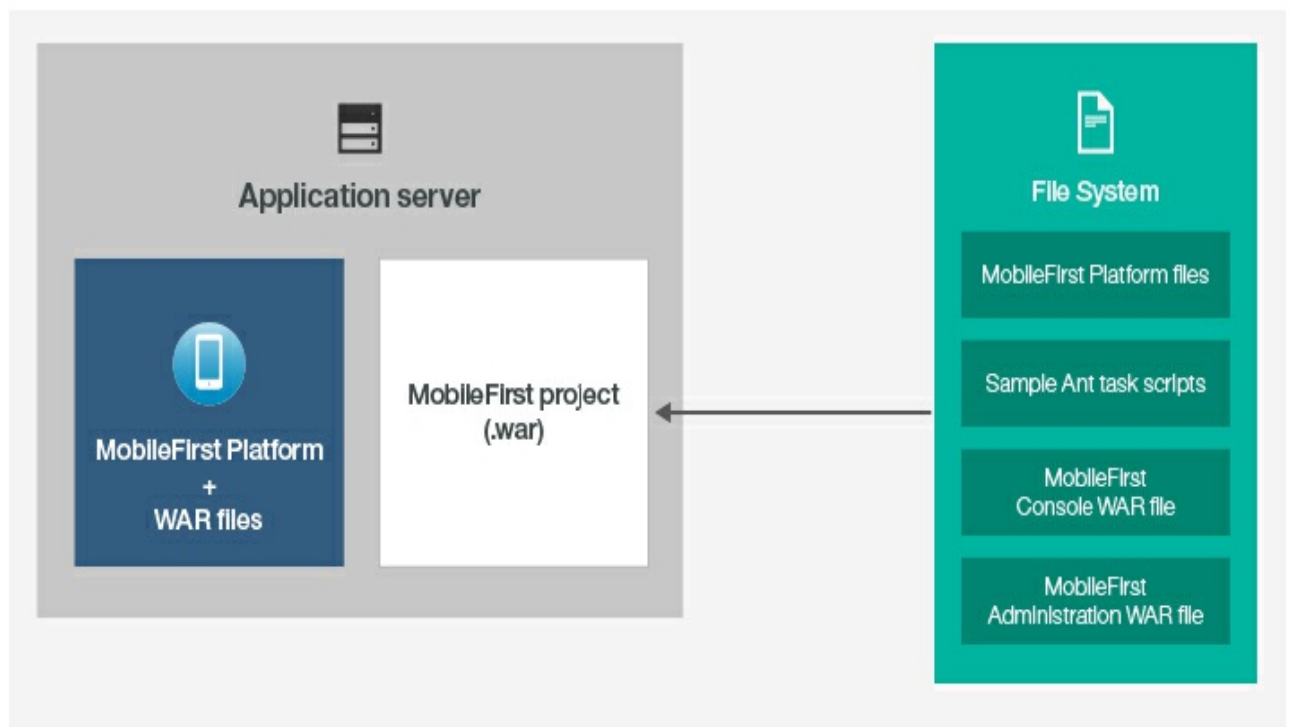 Application server
MobileFirst Platform
+
WAR files
MobileFirst project
(.war)
File System
MobileFirst Platform files
Sample Ant task scripts
MobileFirst
Console WAR file
MobileFirst
Administration WAR file